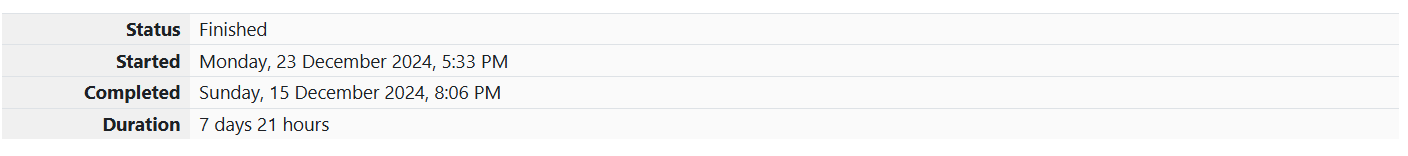 Status Finished
Started Monday, 23 December 2024, 5:33 PM
Completed Sunday, 15 December 2024, 8:06 PM
Duration 7 days 21 hours